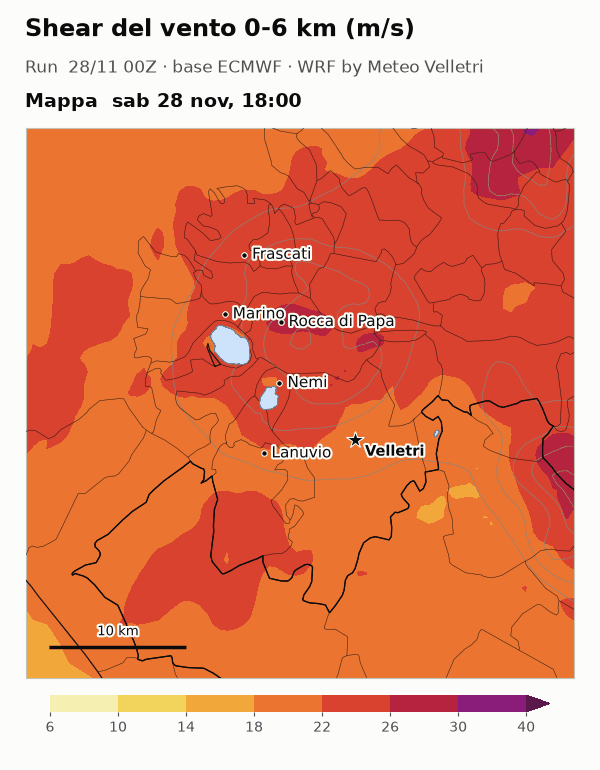 Shear del vento 0-6 km (m/s)
Run  28/11 00Z · base ECMWF · WRF by Meteo Velletri
Mappa  sab 28 nov, 18:00
Frascati
Marino
Rocca di Papa
Nemi
Velletri
Lanuvio
10 km
6 10 14 18 22 26 30 40